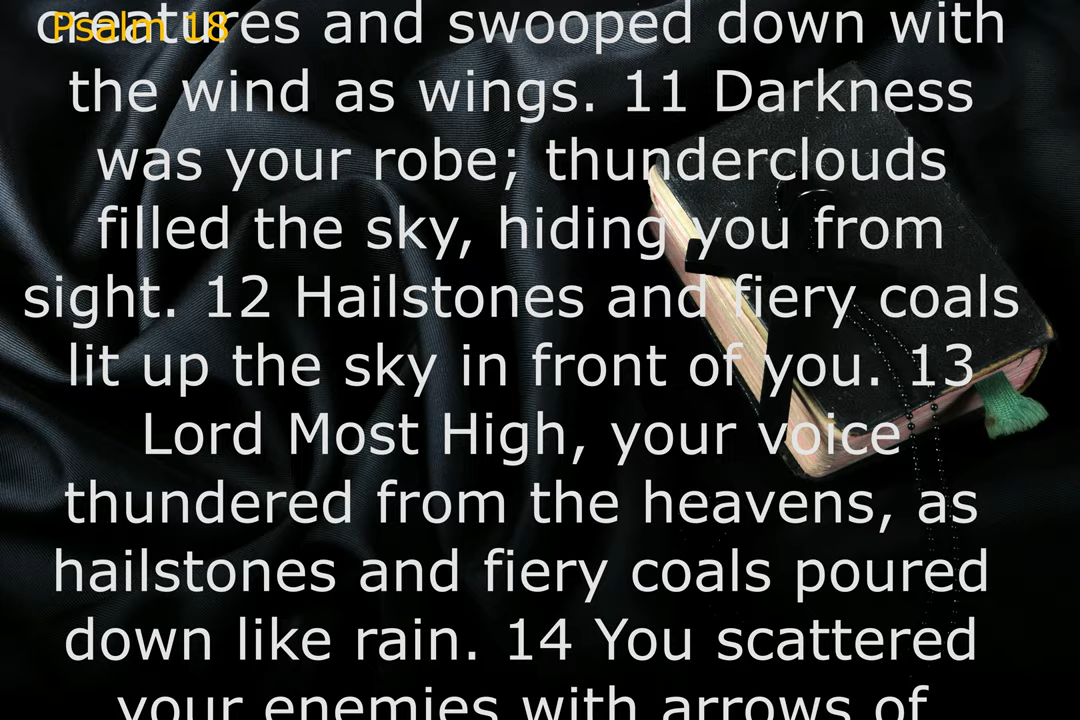 Psalm 18
creatures and swooped down with
the wind as wings. 11 Darkness
was your robe; thunderclouds
filled the sky, hiding you from
sight. 12 Hailstones and fiery coals
lit up the sky in front of you. 13
Lord Most High, your voice
thundered from the heavens, as
hailstones and fiery coals poured
down like rain. 14 You scattered
your enemies with arrows of